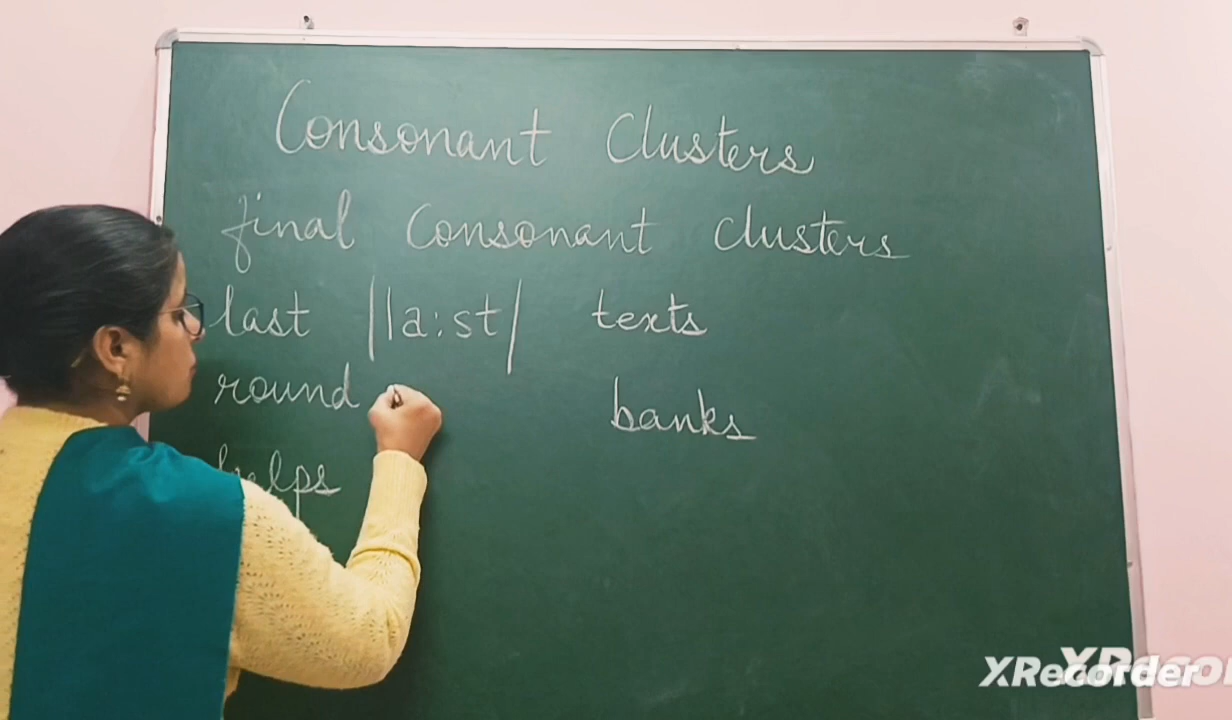 Consonant Clusters
final consonant clusters
last |la:st| texts
round banks
helps
XRecorder